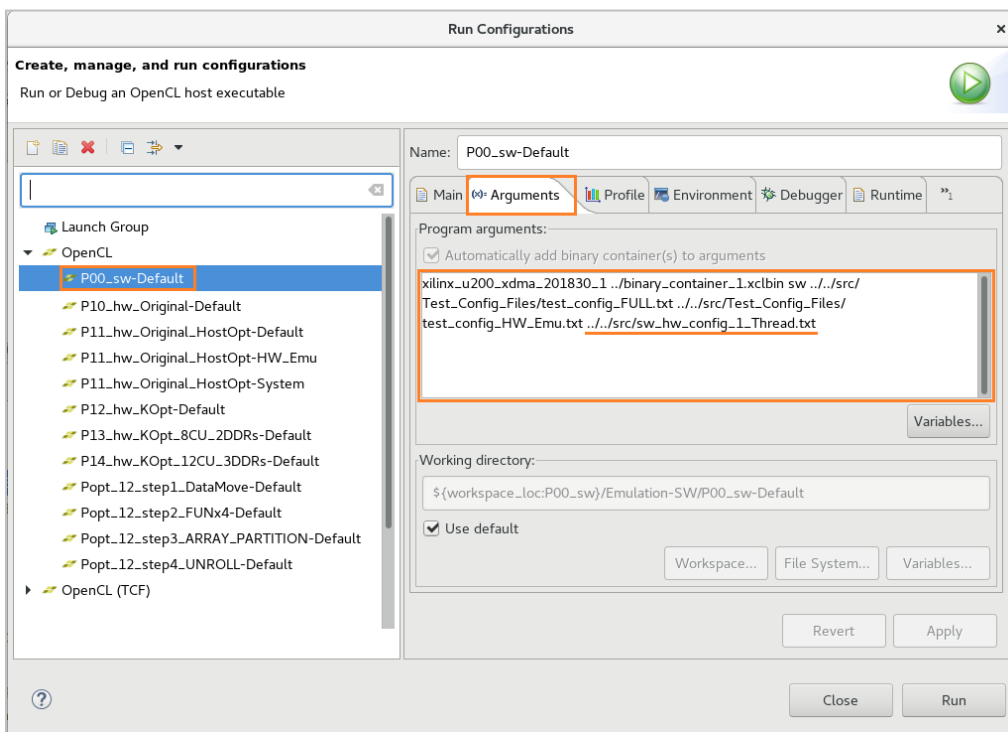 Run Configurations
×
Create, manage, and run configurations
Run or Debug an OpenCL host executable
Name: P00_sw-Default
Main (x)= Arguments Profile Environment Debugger Runtime »1
Launch Group
OpenCL
P00_sw-Default
P10_hw_Original-Default
P11_hw_Original_HostOpt-Default
P11_hw_Original_HostOpt-HW_Emu
P11_hw_Original_HostOpt-System
P12_hw_KOpt-Default
P13_hw_KOpt_8CU_2DDRs-Default
P14_hw_KOpt_12CU_3DDRs-Default
Popt_12_step1_DataMove-Default
Popt_12_step2_FUNx4-Default
Popt_12_step3_ARRAY_PARTITION-Default
Popt_12_step4_UNROLL-Default
OpenCL (TCF)
Program arguments:
Automatically add binary container(s) to arguments
xilinx_u200_xdma_201830_1 ../binary_container_1.xclbin sw ../../src/
Test_Config_Files/test_config_FULL.txt ../../src/Test_Config_Files/
test_config_HW_Emu.txt ../../src/sw_hw_config_1_Thread.txt
Variables...
Working directory:
${workspace_loc:P00_sw}/Emulation-SW/P00_sw-Default
Use default
Workspace... File System... Variables...
Revert Apply
? Close Run